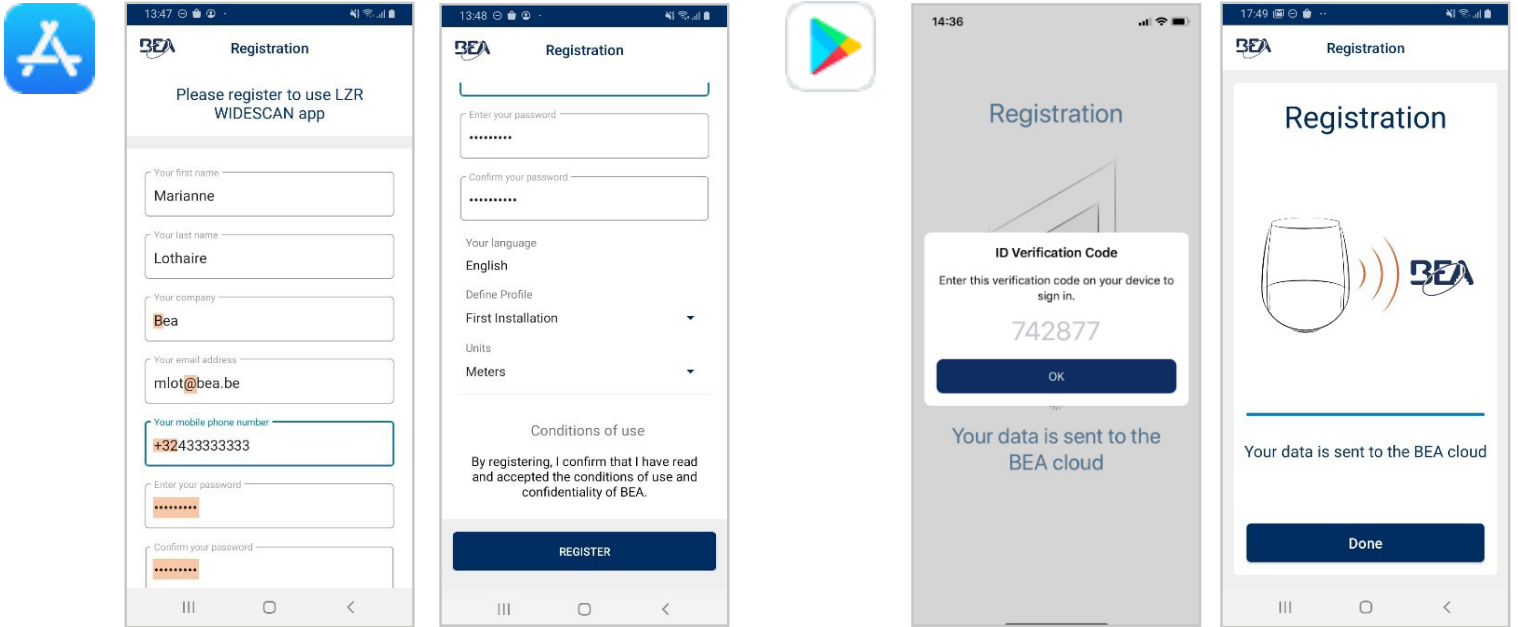 13:47
BEA
Registration
Please register to use LZR
WIDESCAN app
Your first name
Marianne
Your last name
Lothaire
Your company
Bea
Your email address
mlot@bea.be
Your mobile phone number
+32433333333
Enter your password
•••••••••
Confirm your password
•••••••••
13:48
BEA
Registration
Enter your password
•••••••••
Confirm your password
••••••••••
Your language
English
Define Profile
First Installation
Units
Meters
Conditions of use
By registering, I confirm that I have read
and accepted the conditions of use and
confidentiality of BEA.
REGISTER
14:36
Registration
ID Verification Code
Enter this verification code on your device to
sign in.
742877
OK
Your data is sent to the
BEA cloud
17:49
BEA
Registration
Registration
BEA
Your data is sent to the BEA cloud
Done